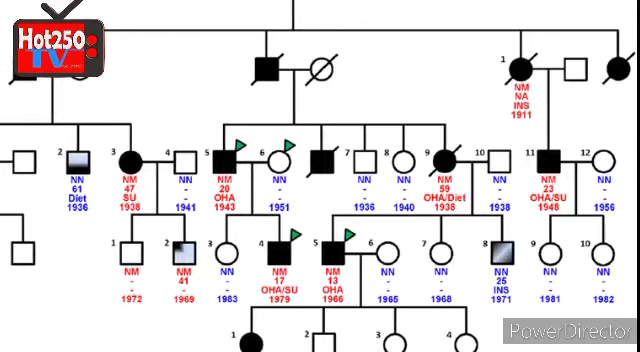 Hot250
TV
1
NM
NA
INS
1911
2
3
4
5
6
7
8
9
10
11
12
NN
61
Diet
1936
NM
47
SU
1938
NN
-
-
1941
NM
20
OHA
1943
NN
-
-
1951
NN
-
-
1936
NN
-
-
1940
NM
59
OHA/Diet
1938
NN
-
-
1938
NM
23
OHA/SU
1948
NN
-
-
1956
1
2
3
4
5
6
7
8
9
10
NM
-
-
1972
NM
41
-
1969
NN
-
-
1983
NM
17
OHA/SU
1979
NM
13
OHA
1966
NN
-
-
1965
NN
-
-
1968
NN
25
INS
1971
NN
-
-
1981
NN
-
-
1982
1
2
3
4
PowerDirector